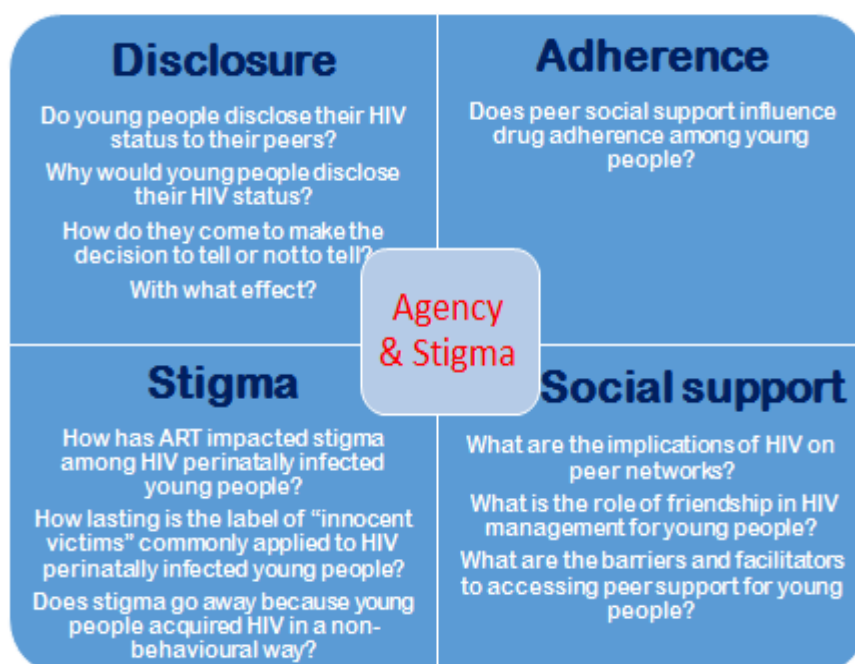 Disclosure
Do young people disclose their HIV
status to their peers?
Why would young people disclose
their HIV status?
How do they come to make the
decision to tell or not to tell?
With what effect?
Adherence
Does peer social support influence
drug adherence among young
people?
Agency
& Stigma
Stigma
How has ART impacted stigma
among HIV perinatally infected
young people?
How lasting is the label of “innocent
victims” commonly applied to HIV
perinatally infected young people?
Does stigma go away because young
people acquired HIV in a non-
behavioural way?
Social support
What are the implications of HIV on
peer networks?
What is the role of friendship in HIV
management for young people?
What are the barriers and facilitators
to accessing peer support for young
people?